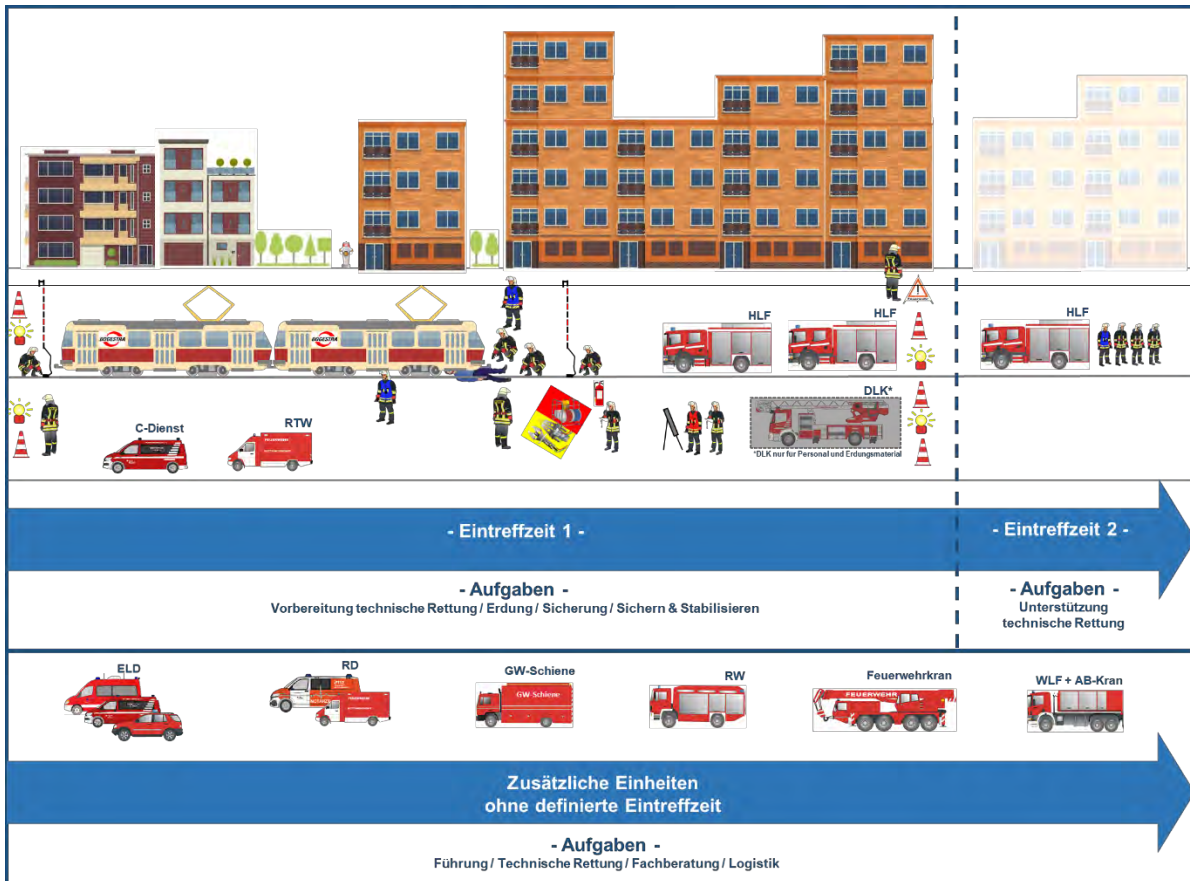 BOGESTRA
BOGESTRA
HLF
HLF
HLF
C-Dienst
RTW
DLK*
*DLK nur für Personal und Erdungsmaterial
- Eintreffzeit 1 -
- Eintreffzeit 2 -
- Aufgaben -
Vorbereitung technische Rettung / Erdung / Sicherung / Sichern & Stabilisieren
- Aufgaben -
Unterstützung
technische Rettung
ELD
RD
GW-Schiene
GW-Schiene
RW
Feuerwehrkran
FEUERWEHR
WLF + AB-Kran
Zusätzliche Einheiten
ohne definierte Eintreffzeit
- Aufgaben -
Führung / Technische Rettung / Fachberatung / Logistik